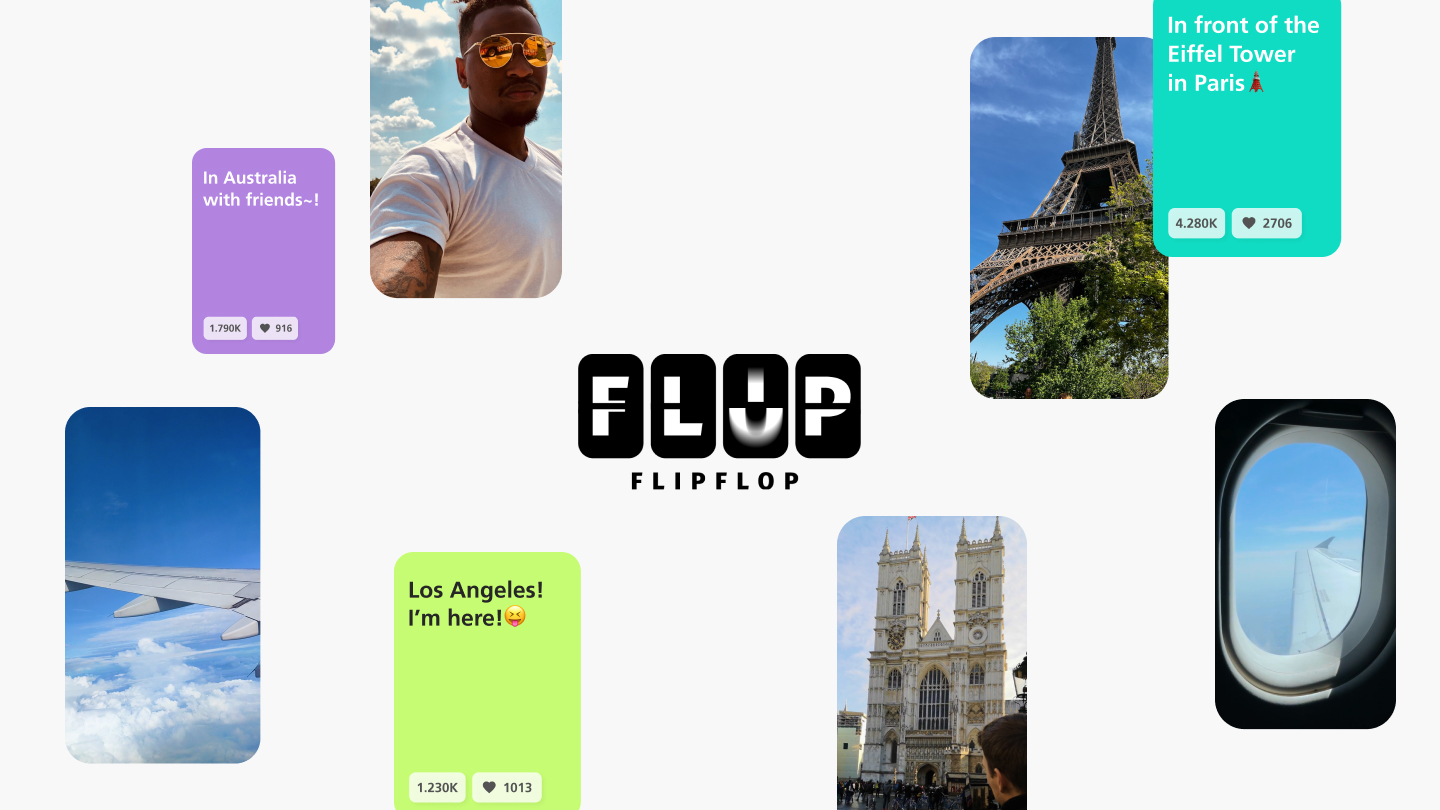 In front of the
Eiffel Tower
in Paris🗼
4.280K ♥ 2706
In Australia
with friends~!
1.790K ♥ 916
FLIP
FLIPFLOP
Los Angeles!
I'm here!😝
1.230K ♥ 1013